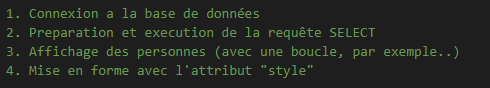 1. Connexion a la base de données
2. Preparation et execution de la requête SELECT
3. Affichage des personnes (avec une boucle, par exemple..)
4. Mise en forme avec l'attribut "style"